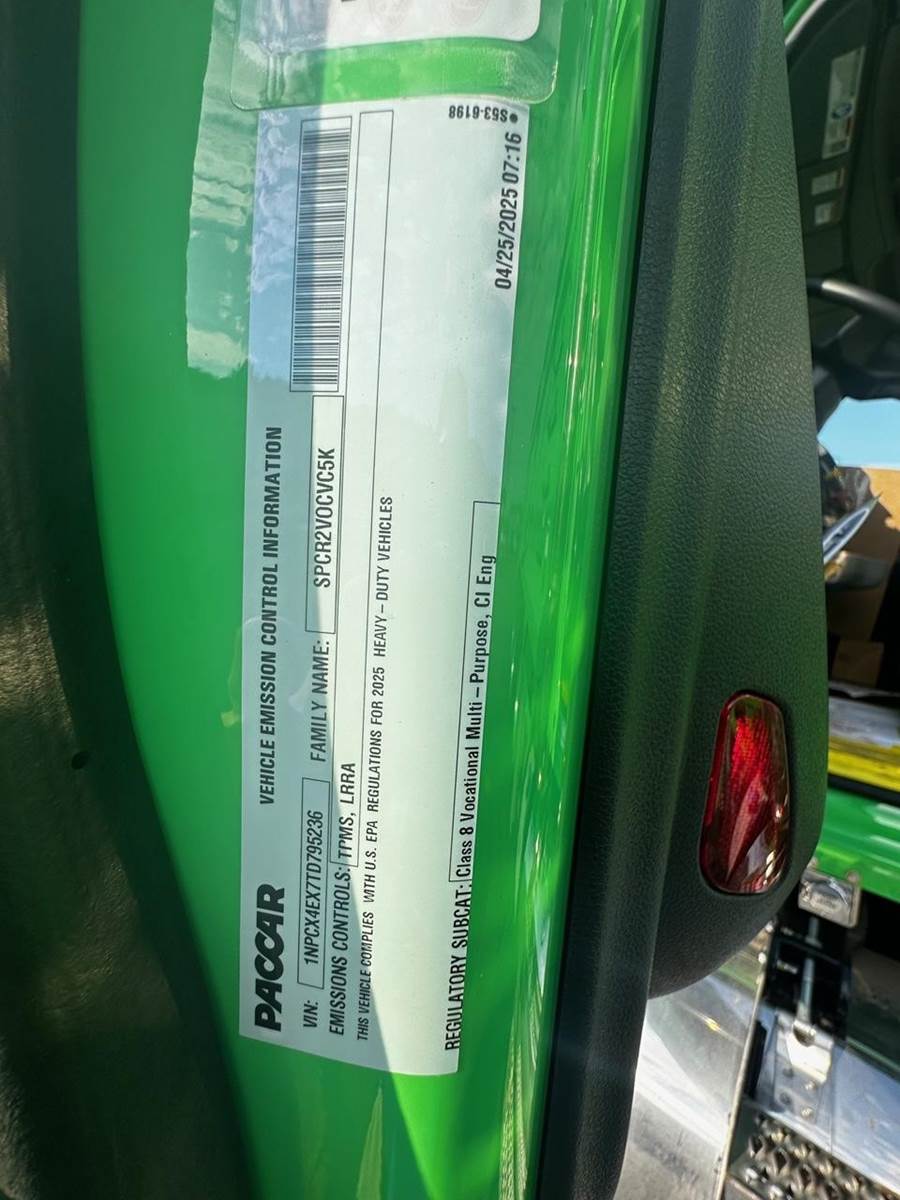 PACCAR VEHICLE EMISSION CONTROL INFORMATION
VIN: 1NPCX4EX7TD795236 FAMILY NAME: SPCR2VOCVC5K
EMISSIONS CONTROLS: TPMS, LRRA
THIS VEHICLE COMPLIES WITH U.S. EPA REGULATIONS FOR 2025 HEAVY-DUTY VEHICLES
REGULATORY SUBCAT: Class 8 Vocational Multi-Purpose, CI Eng
04/25/2025 07:16
S53-6198